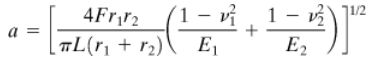 a = [ 4Fr₁r₂ / πL(r₁ + r₂) ( 1 − ν₁² / E₁ + 1 − ν₂² / E₂ ) ]^1/2